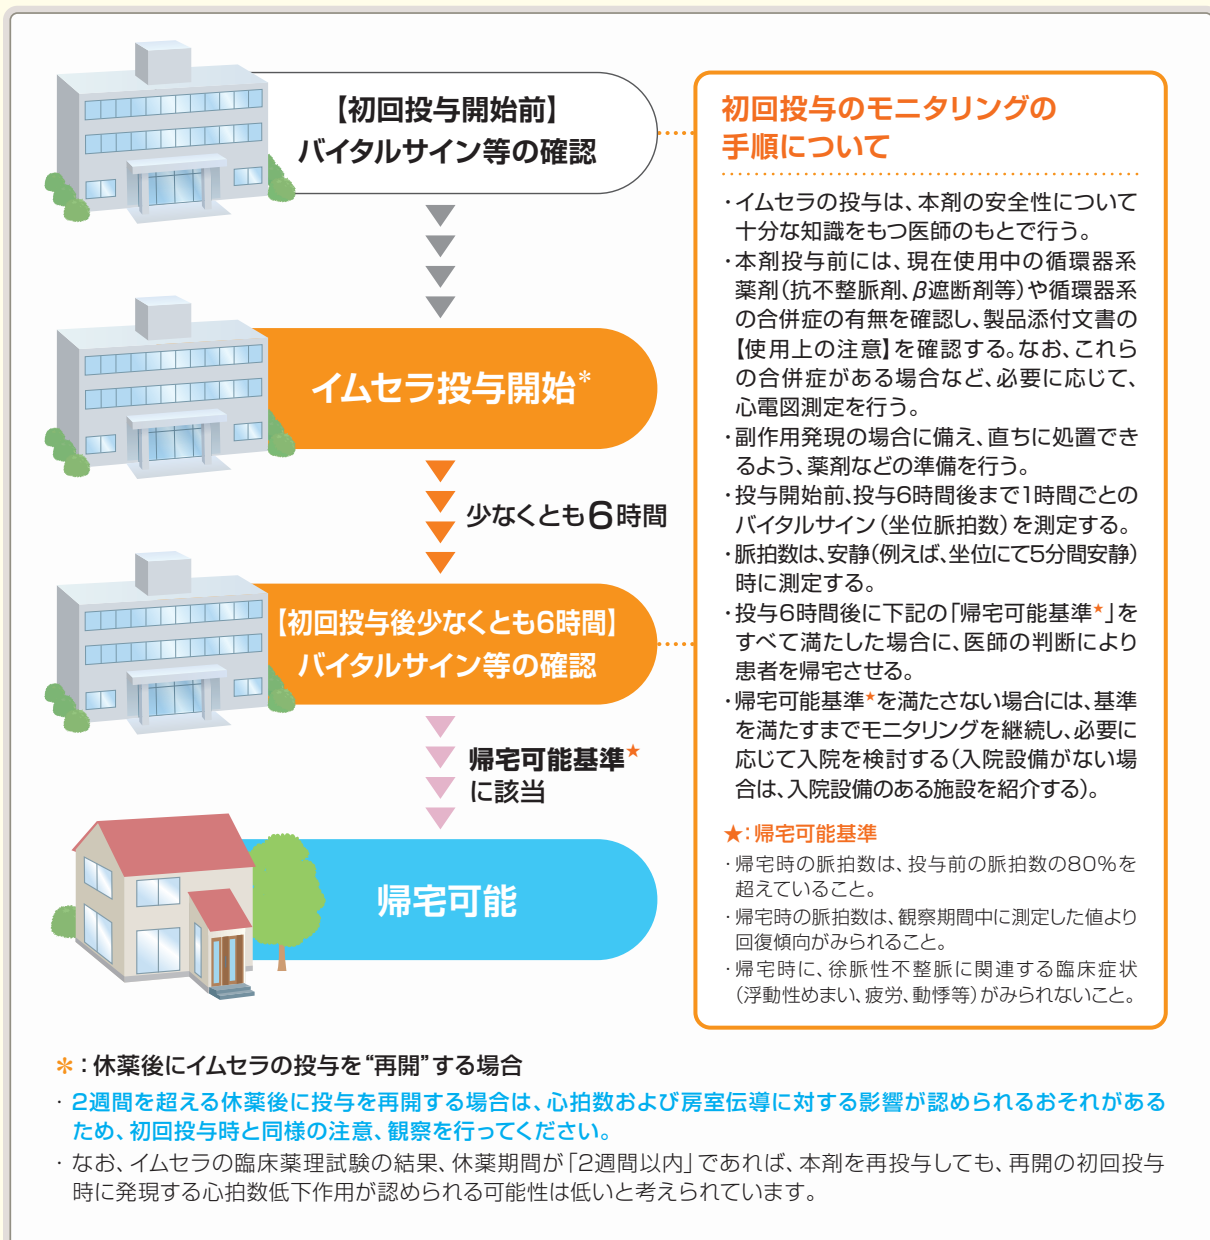 【初回投与開始前】
バイタルサイン等の確認
イムセラ投与開始*
少なくとも6時間
【初回投与後少なくとも6時間】
バイタルサイン等の確認
帰宅可能基準★
に該当
帰宅可能
初回投与のモニタリングの
手順について
・イムセラの投与は、本剤の安全性について
十分な知識をもつ医師のもとで行う。
・本剤投与前には、現在使用中の循環器系
薬剤(抗不整脈剤、β遮断剤等)や循環器系
の合併症の有無を確認し、製品添付文書の
【使用上の注意】を確認する。なお、これら
の合併症がある場合など、必要に応じて、
心電図測定を行う。
・副作用発現の場合に備え、直ちに処置でき
るよう、薬剤などの準備を行う。
・投与開始前、投与6時間後まで1時間ごとの
バイタルサイン(坐位脈拍数)を測定する。
・脈拍数は、安静(例えば、坐位にて5分間安静)
時に測定する。
・投与6時間後に下記の「帰宅可能基準★」を
すべて満たした場合に、医師の判断により
患者を帰宅させる。
・帰宅可能基準★を満たさない場合には、基準
を満たすまでモニタリングを継続し、必要に
応じて入院を検討する(入院設備がない場
合は、入院設備のある施設を紹介する)。
★:帰宅可能基準
・帰宅時の脈拍数は、投与前の脈拍数の80%を
超えていること。
・帰宅時の脈拍数は、観察期間中に測定した値より
回復傾向がみられること。
・帰宅時に、徐脈性不整脈に関連する臨床症状
(浮動性めまい、疲労、動悸等)がみられないこと。
*:休薬後にイムセラの投与を“再開”する場合
・2週間を超える休薬後に投与を再開する場合は、心拍数および房室伝導に対する影響が認められるおそれがある
ため、初回投与時と同様の注意、観察を行ってください。
・なお、イムセラの臨床薬理試験の結果、休薬期間が「2週間以内」であれば、本剤を再投与しても、再開の初回投与
時に発現する心拍数低下作用が認められる可能性は低いと考えられています。